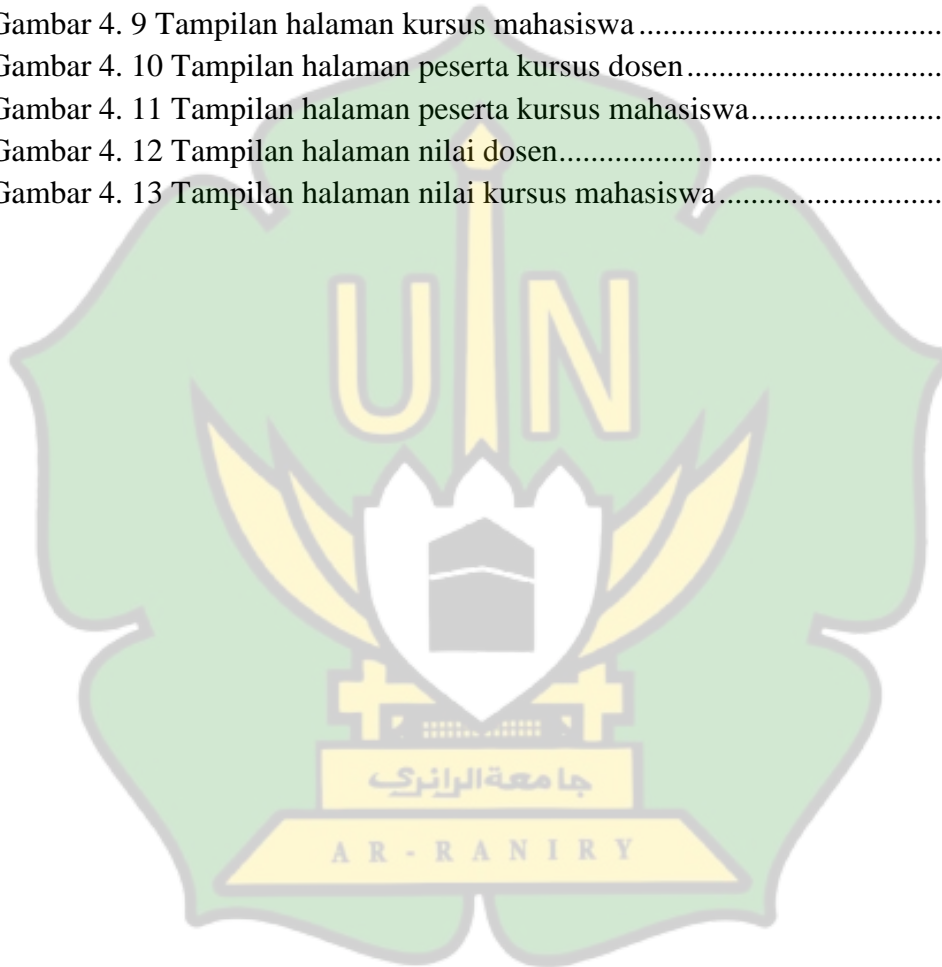 Gambar 4. 9 Tampilan halaman kursus mahasiswa.....................................
Gambar 4. 10 Tampilan halaman peserta kursus dosen...............................
Gambar 4. 11 Tampilan halaman peserta kursus mahasiswa.......................
Gambar 4. 12 Tampilan halaman nilai dosen...............................................
Gambar 4. 13 Tampilan halaman nilai kursus mahasiswa...........................
UIN
جامعة الرانري
AR-RANIRY